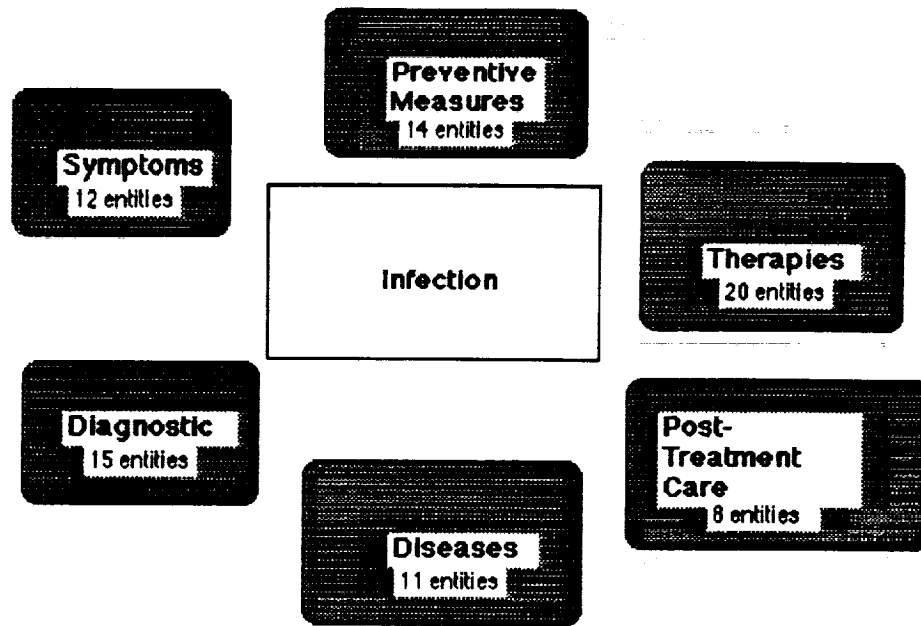 Preventive
Measures
14 entities
Symptoms
12 entities
Infection
Therapies
20 entities
Diagnostic
15 entities
Post-
Treatment
Care
entities
Diseases
11 entities